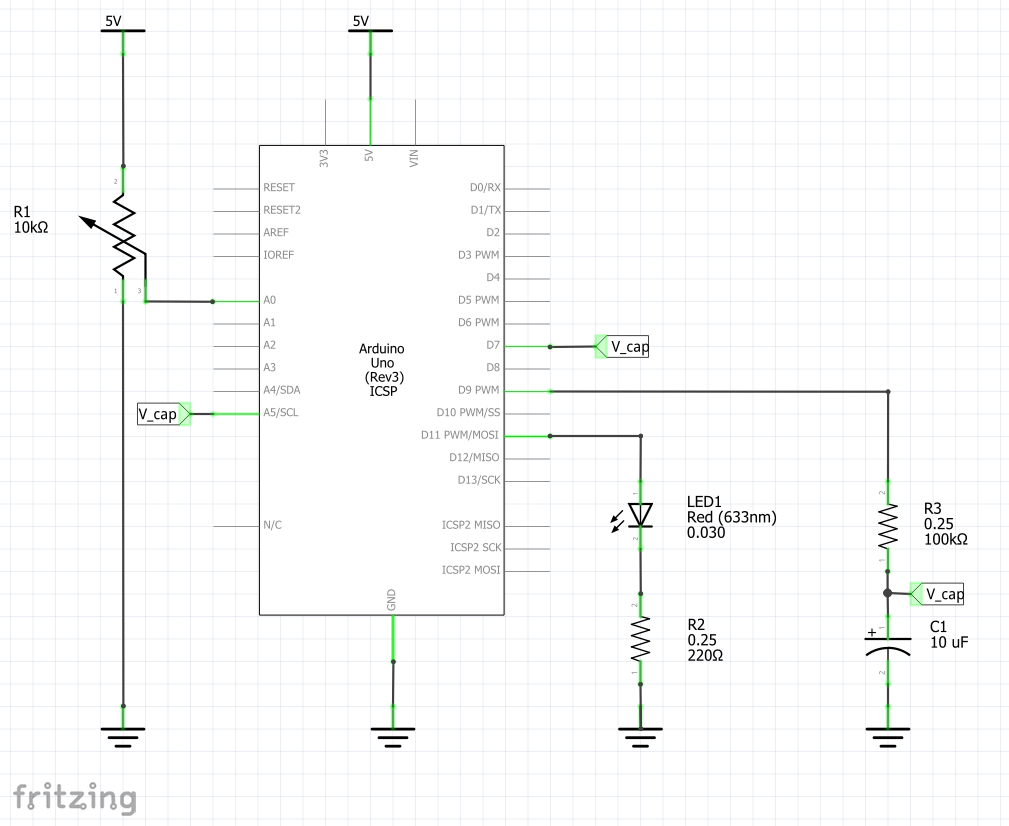 5V
5V
3V3
5V
VIN
RESET
RESET2
AREF
IOREF
A0
A1
A2
A3
A4/SDA
A5/SCL
N/C
Arduino
Uno
(Rev3)
ICSP
D0/RX
D1/TX
D2
D3 PWM
D4
D5 PWM
D6 PWM
D7
D8
D9 PWM
D10 PWM/SS
D11 PWM/MOSI
D12/MISO
D13/SCK
ICSP2 MISO
ICSP2 SCK
ICSP2 MOSI
GND
R1
10kΩ
2
1
3
V_cap
V_cap
1
2
LED1
Red (633nm)
0.030
2
1
R2
0.25
220Ω
2
1
R3
0.25
100kΩ
V_cap
1
+
2
C1
10 uF
fritzing